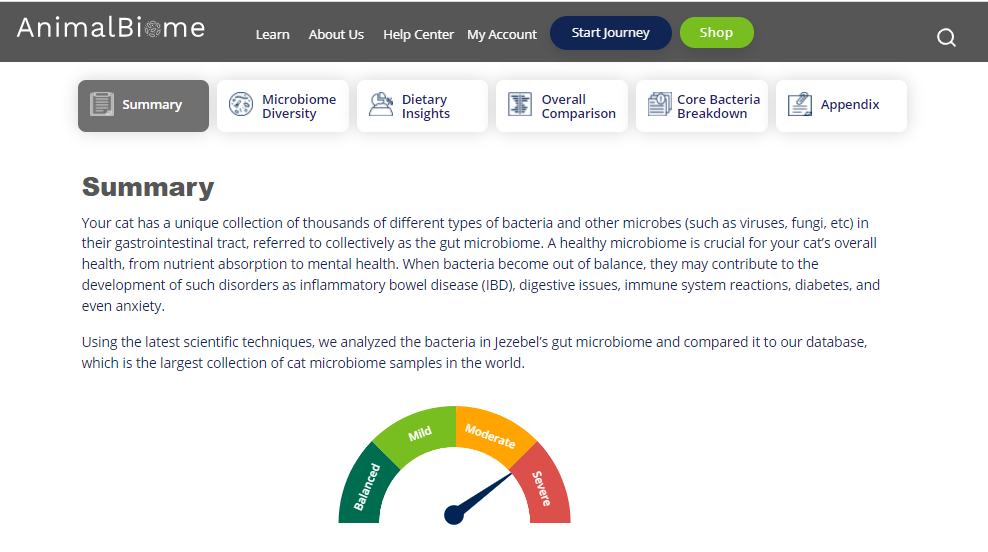 AnimalBiome
Learn About Us Help Center My Account Start Journey Shop
Summary
Microbiome
Diversity
Dietary
Insights
Overall
Comparison
Core Bacteria
Breakdown
Appendix
Summary
Your cat has a unique collection of thousands of different types of bacteria and other microbes (such as viruses, fungi, etc) in
their gastrointestinal tract, referred to collectively as the gut microbiome. A healthy microbiome is crucial for your cat’s overall
health, from nutrient absorption to mental health. When bacteria become out of balance, they may contribute to the
development of such disorders as inflammatory bowel disease (IBD), digestive issues, immune system reactions, diabetes, and
even anxiety.
Using the latest scientific techniques, we analyzed the bacteria in Jezebel’s gut microbiome and compared it to our database,
which is the largest collection of cat microbiome samples in the world.
Balanced
Mild
Moderate
Severe